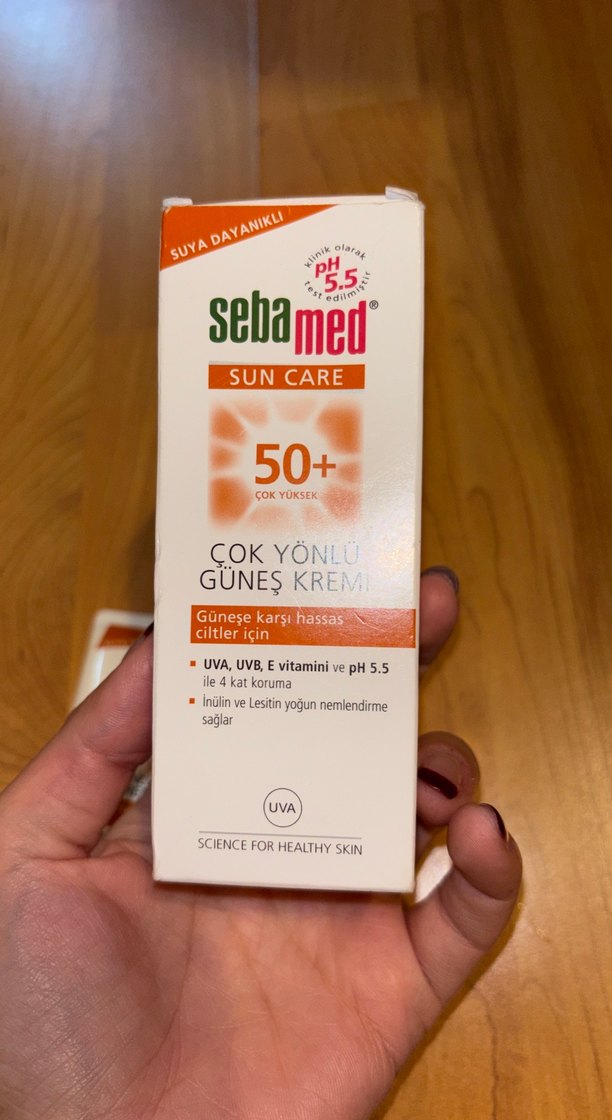 SUYA DAYANIKLI
klinik olarak
pH
5.5
test edilmiştir
sebamed®
SUN CARE
50+
ÇOK YÜKSEK
ÇOK YÖNLÜ
GÜNEŞ KREMİ
Güneşe karşı hassas
ciltler için
▪ UVA, UVB, E vitamini ve pH 5.5
ile 4 kat koruma
▪ İnülin ve Lesitin yoğun nemlendirme
sağlar
UVA
SCIENCE FOR HEALTHY SKIN